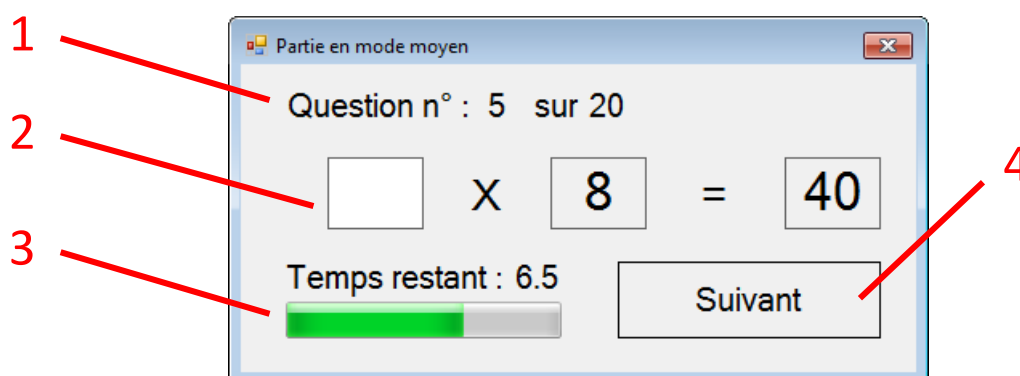 1
Partie en mode moyen
Question n° : 5 sur 20
2
X 8 = 40
4
3
Temps restant : 6.5
Suivant